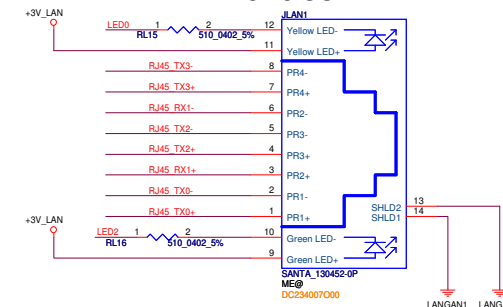 JLAN1
+3V_LAN
LED0 1 2 12 Yellow LED-
RL15 510_0402_5%
11 Yellow LED+
RJ45_TX3- 8 PR4-
RJ45_TX3+ 7 PR4+
RJ45_RX1- 6 PR2-
RJ45_TX2- 5 PR3-
RJ45_TX2+ 4 PR3+
RJ45_RX1+ 3 PR2+
RJ45_TX0- 2 PR1-
13
SHLD2
RJ45_TX0+ 1 PR1+ SHLD1 14
+3V_LAN
LED2 1 2 10 Green LED-
RL16 510_0402_5%
9 Green LED+
SANTA_130452-0P
ME@
DC234007O00
LANGAN1 LANG